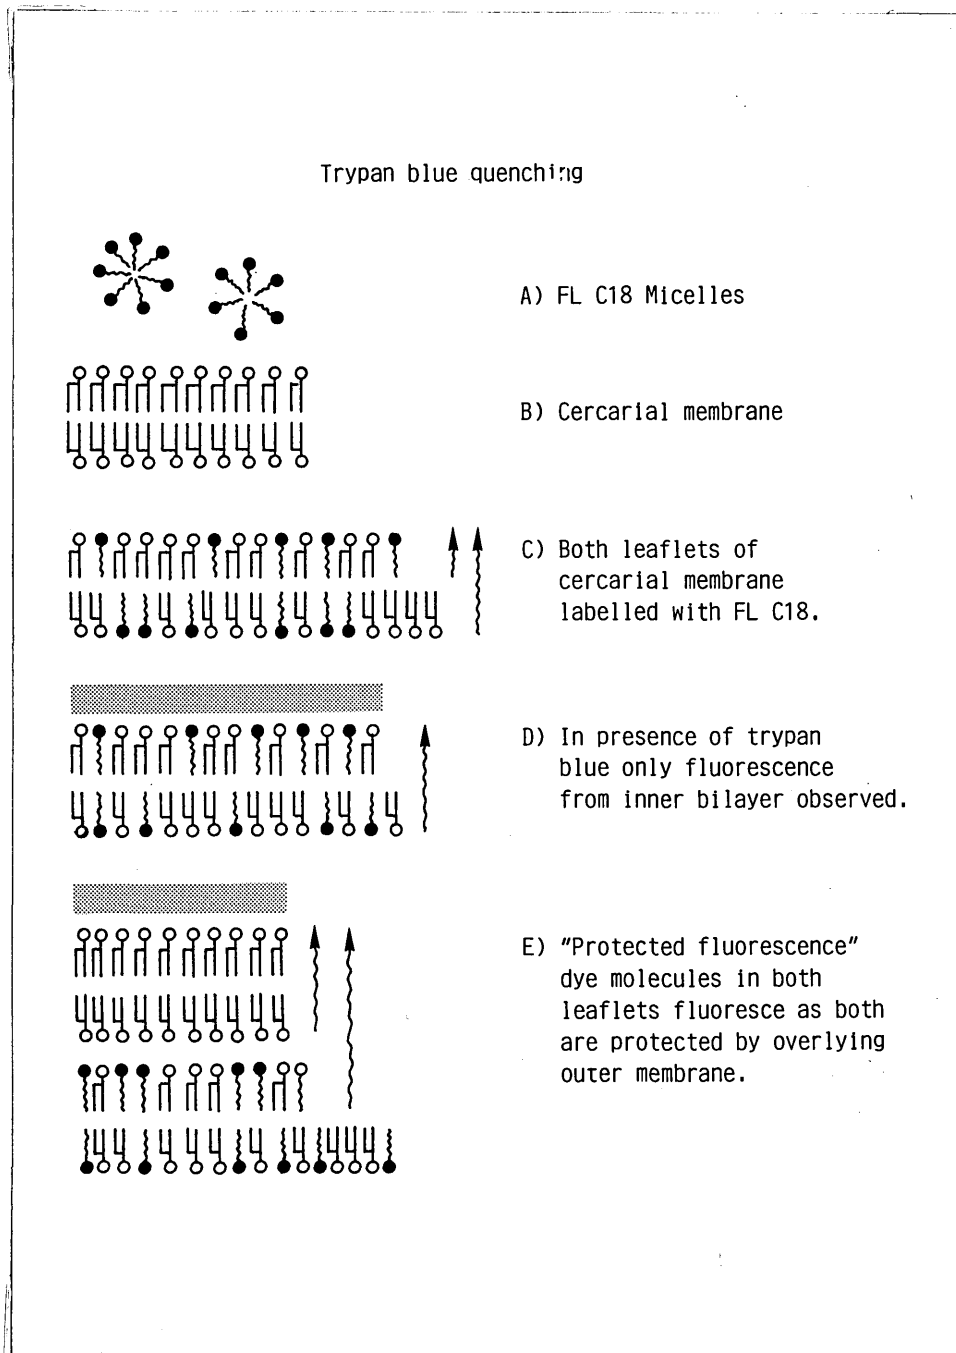 Trypan blue quenching
A) FL C18 Micelles
B) Cercarial membrane
C) Both leaflets of
cercarial membrane
labelled with FL C18.
D) In presence of trypan
blue only fluorescence
from inner bilayer observed.
E) "Protected fluorescence"
dye molecules in both
leaflets fluoresce as both
are protected by overlying
outer membrane.